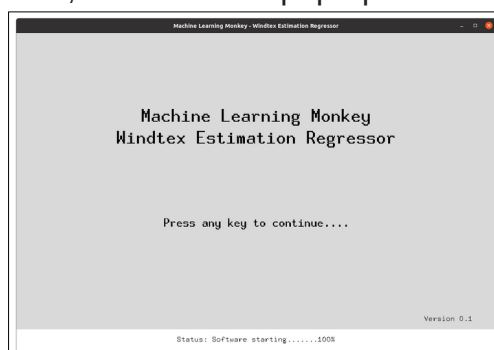 Machine Learning Monkey - Windtex Estimation Regressor
Machine Learning Monkey
Windtex Estimation Regressor
Press any key to continue....
Version 0.1
Status: Software starting.......100%